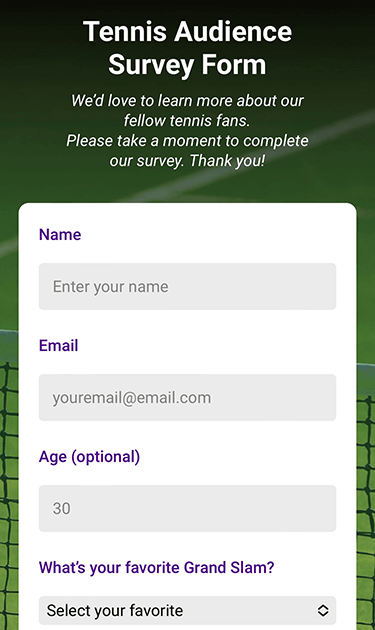 Tennis Audience
Survey Form
We’d love to learn more about our
fellow tennis fans.
Please take a moment to complete
our survey. Thank you!
Name
Enter your name
Email
youremail@email.com
Age (optional)
30
What’s your favorite Grand Slam?
Select your favorite